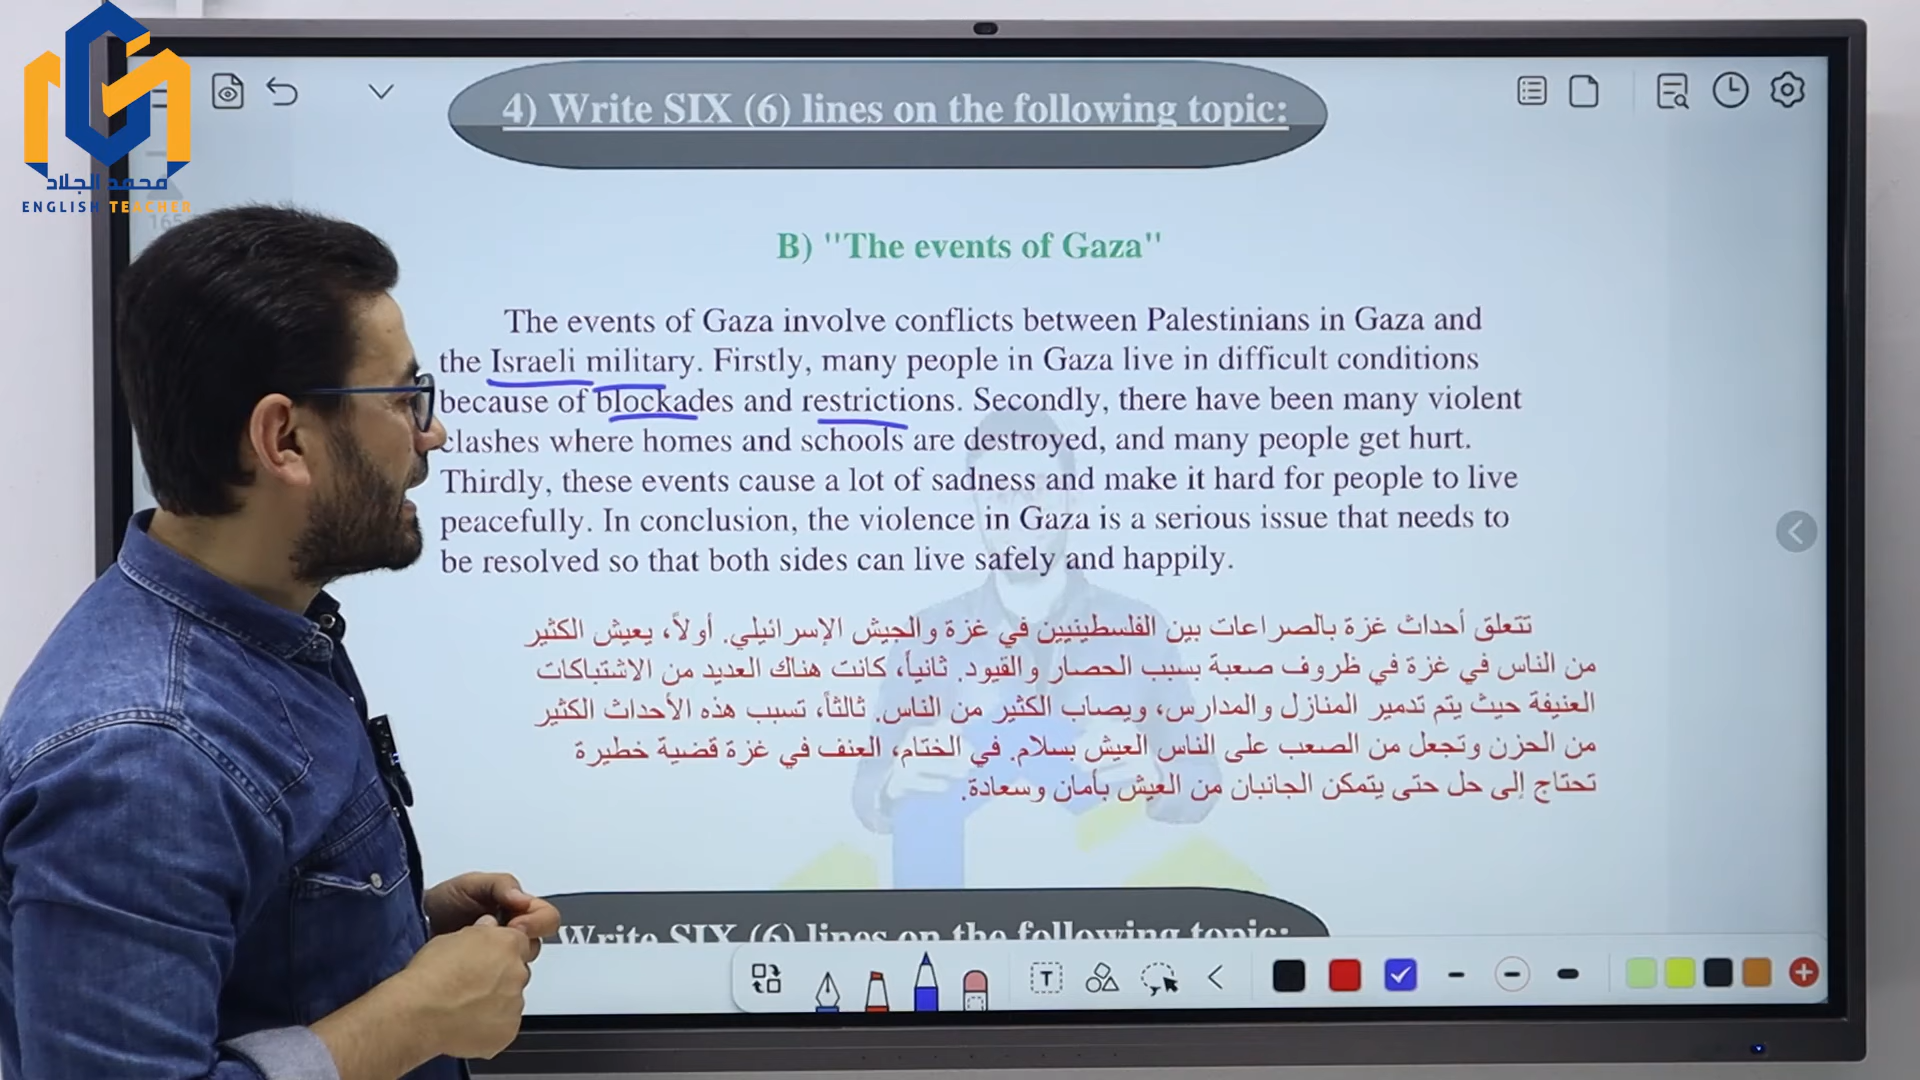 محمد الجلاد
ENGLISH TEACHER
4) Write SIX (6) lines on the following topic:
B) "The events of Gaza"
The events of Gaza involve conflicts between Palestinians in Gaza and
the Israeli military. Firstly, many people in Gaza live in difficult conditions
because of blockades and restrictions. Secondly, there have been many violent
clashes where homes and schools are destroyed, and many people get hurt.
Thirdly, these events cause a lot of sadness and make it hard for people to live
peacefully. In conclusion, the violence in Gaza is a serious issue that needs to
be resolved so that both sides can live safely and happily.
تتعلق أحداث غزة بالصراعات بين الفلسطينيين في غزة والجيش الإسرائيلي. أولاً، يعيش الكثير
من الناس في غزة في ظروف صعبة بسبب الحصار والقيود. ثانياً، كانت هناك العديد من الاشتباكات
العنيفة حيث يتم تدمير المنازل والمدارس، ويصاب الكثير من الناس. ثالثاً، تسبب هذه الأحداث الكثير
من الحزن وتجعل من الصعب على الناس العيش بسلام. في الختام، العنف في غزة قضية خطيرة
تحتاج إلى حل حتى يتمكن الجانبان من العيش بأمان وسعادة.
Write SIX (6) lines on the following topic:
T